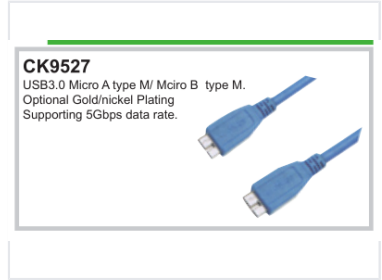 CK9527
USB3.0 Micro A type M/ Mciro B  type M.
Optional Gold/nickel Plating
Supporting 5Gbps data rate.